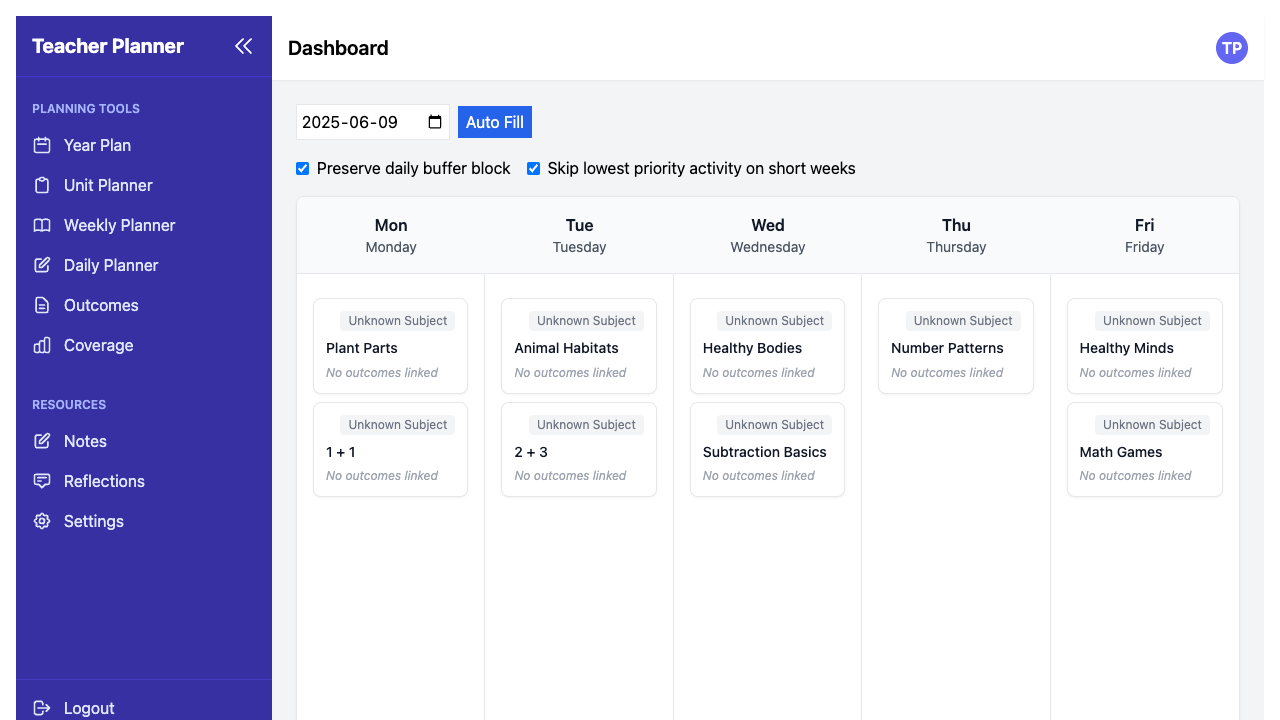 Teacher Planner
Dashboard
TP
PLANNING TOOLS
Year Plan
Unit Planner
Weekly Planner
Daily Planner
Outcomes
Coverage
RESOURCES
Notes
Reflections
Settings
Logout
2025-06-09
Auto Fill
Preserve daily buffer block
Skip lowest priority activity on short weeks
Mon
Monday
Tue
Tuesday
Wed
Wednesday
Thu
Thursday
Fri
Friday
Unknown Subject
Plant Parts
No outcomes linked
Unknown Subject
1 + 1
No outcomes linked
Unknown Subject
Animal Habitats
No outcomes linked
Unknown Subject
2 + 3
No outcomes linked
Unknown Subject
Healthy Bodies
No outcomes linked
Unknown Subject
Subtraction Basics
No outcomes linked
Unknown Subject
Number Patterns
No outcomes linked
Unknown Subject
Healthy Minds
No outcomes linked
Unknown Subject
Math Games
No outcomes linked